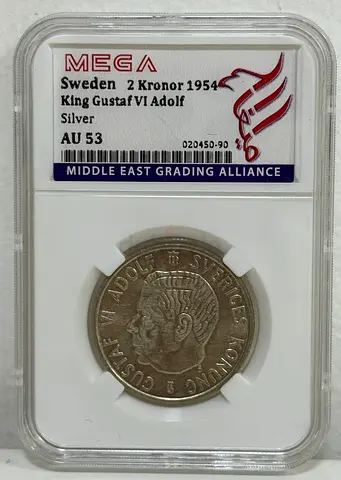 MEGA
Sweden 2 Kronor 1954
King Gustaf VI Adolf
Silver
AU 53
020450-90
MIDDLE EAST GRADING ALLIANCE
GUSTAF VI ADOLF SVERIGES KONUNG